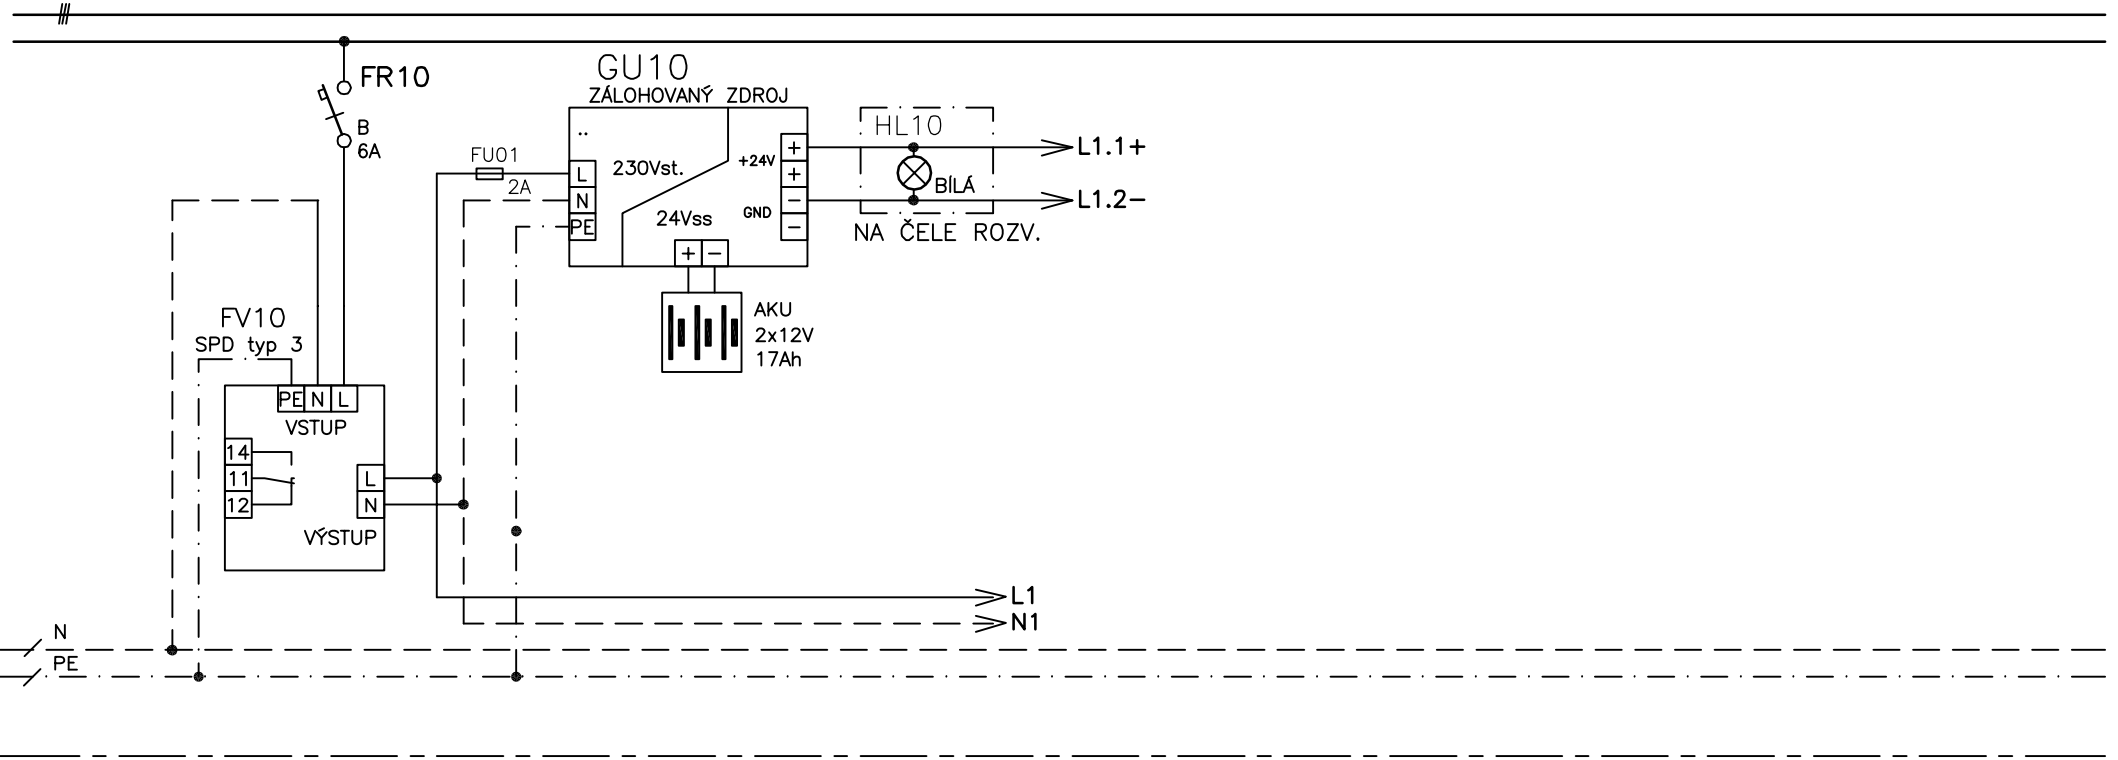 GU10
FR10
ZÁLOHOVANÝ ZDROJ
B
6A
HL10
FU01
2A
230Vst.
+24V
+
+
L1.1+
L
N
PE
BÍLÁ
24Vss
GND
−
−
L1.2−
NA ČELE ROZV.
+ −
FV10
SPD typ 3
AKU
2x12V
17Ah
PE N L
VSTUP
14
11
12
L
N
VÝSTUP
L1
N1
N
PE